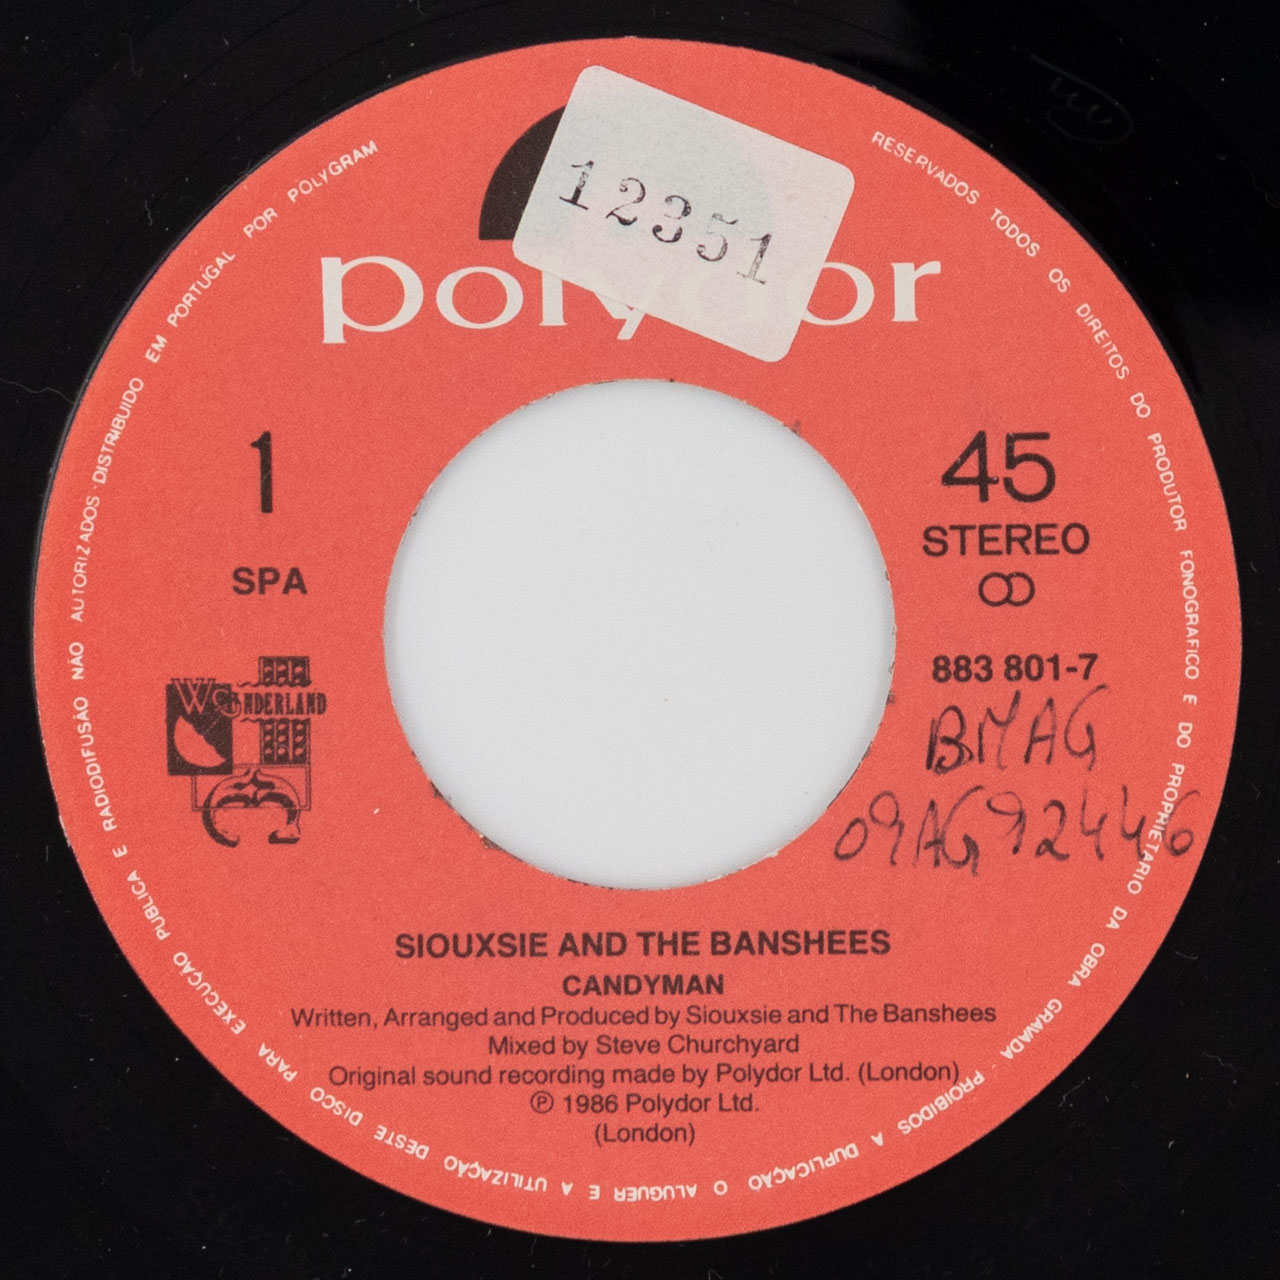 12351
polydor
1
SPA
WONDERLAND
45
STEREO
883 801-7
BMAG
09AG92446
SIOUXSIE AND THE BANSHEES
CANDYMAN
Written, Arranged and Produced by Siouxsie and The Banshees
Mixed by Steve Churchyard
Original sound recording made by Polydor Ltd. (London)
℗ 1986 Polydor Ltd.
(London)
RESERVADOS TODOS OS DIREITOS DO PRODUTOR FONOGRAFICO E DO PROPRIETARIO DA OBRA GRAVADA · PROIBIDOS A DUPLICAÇÃO O ALUGUER E A UTILIZAÇÃO DESTE DISCO PARA EXECUÇÃO PUBLICA E RADIODIFUSÃO NÃO AUTORIZADOS · DISTRIBUIDO EM PORTUGAL POR POLYGRAM